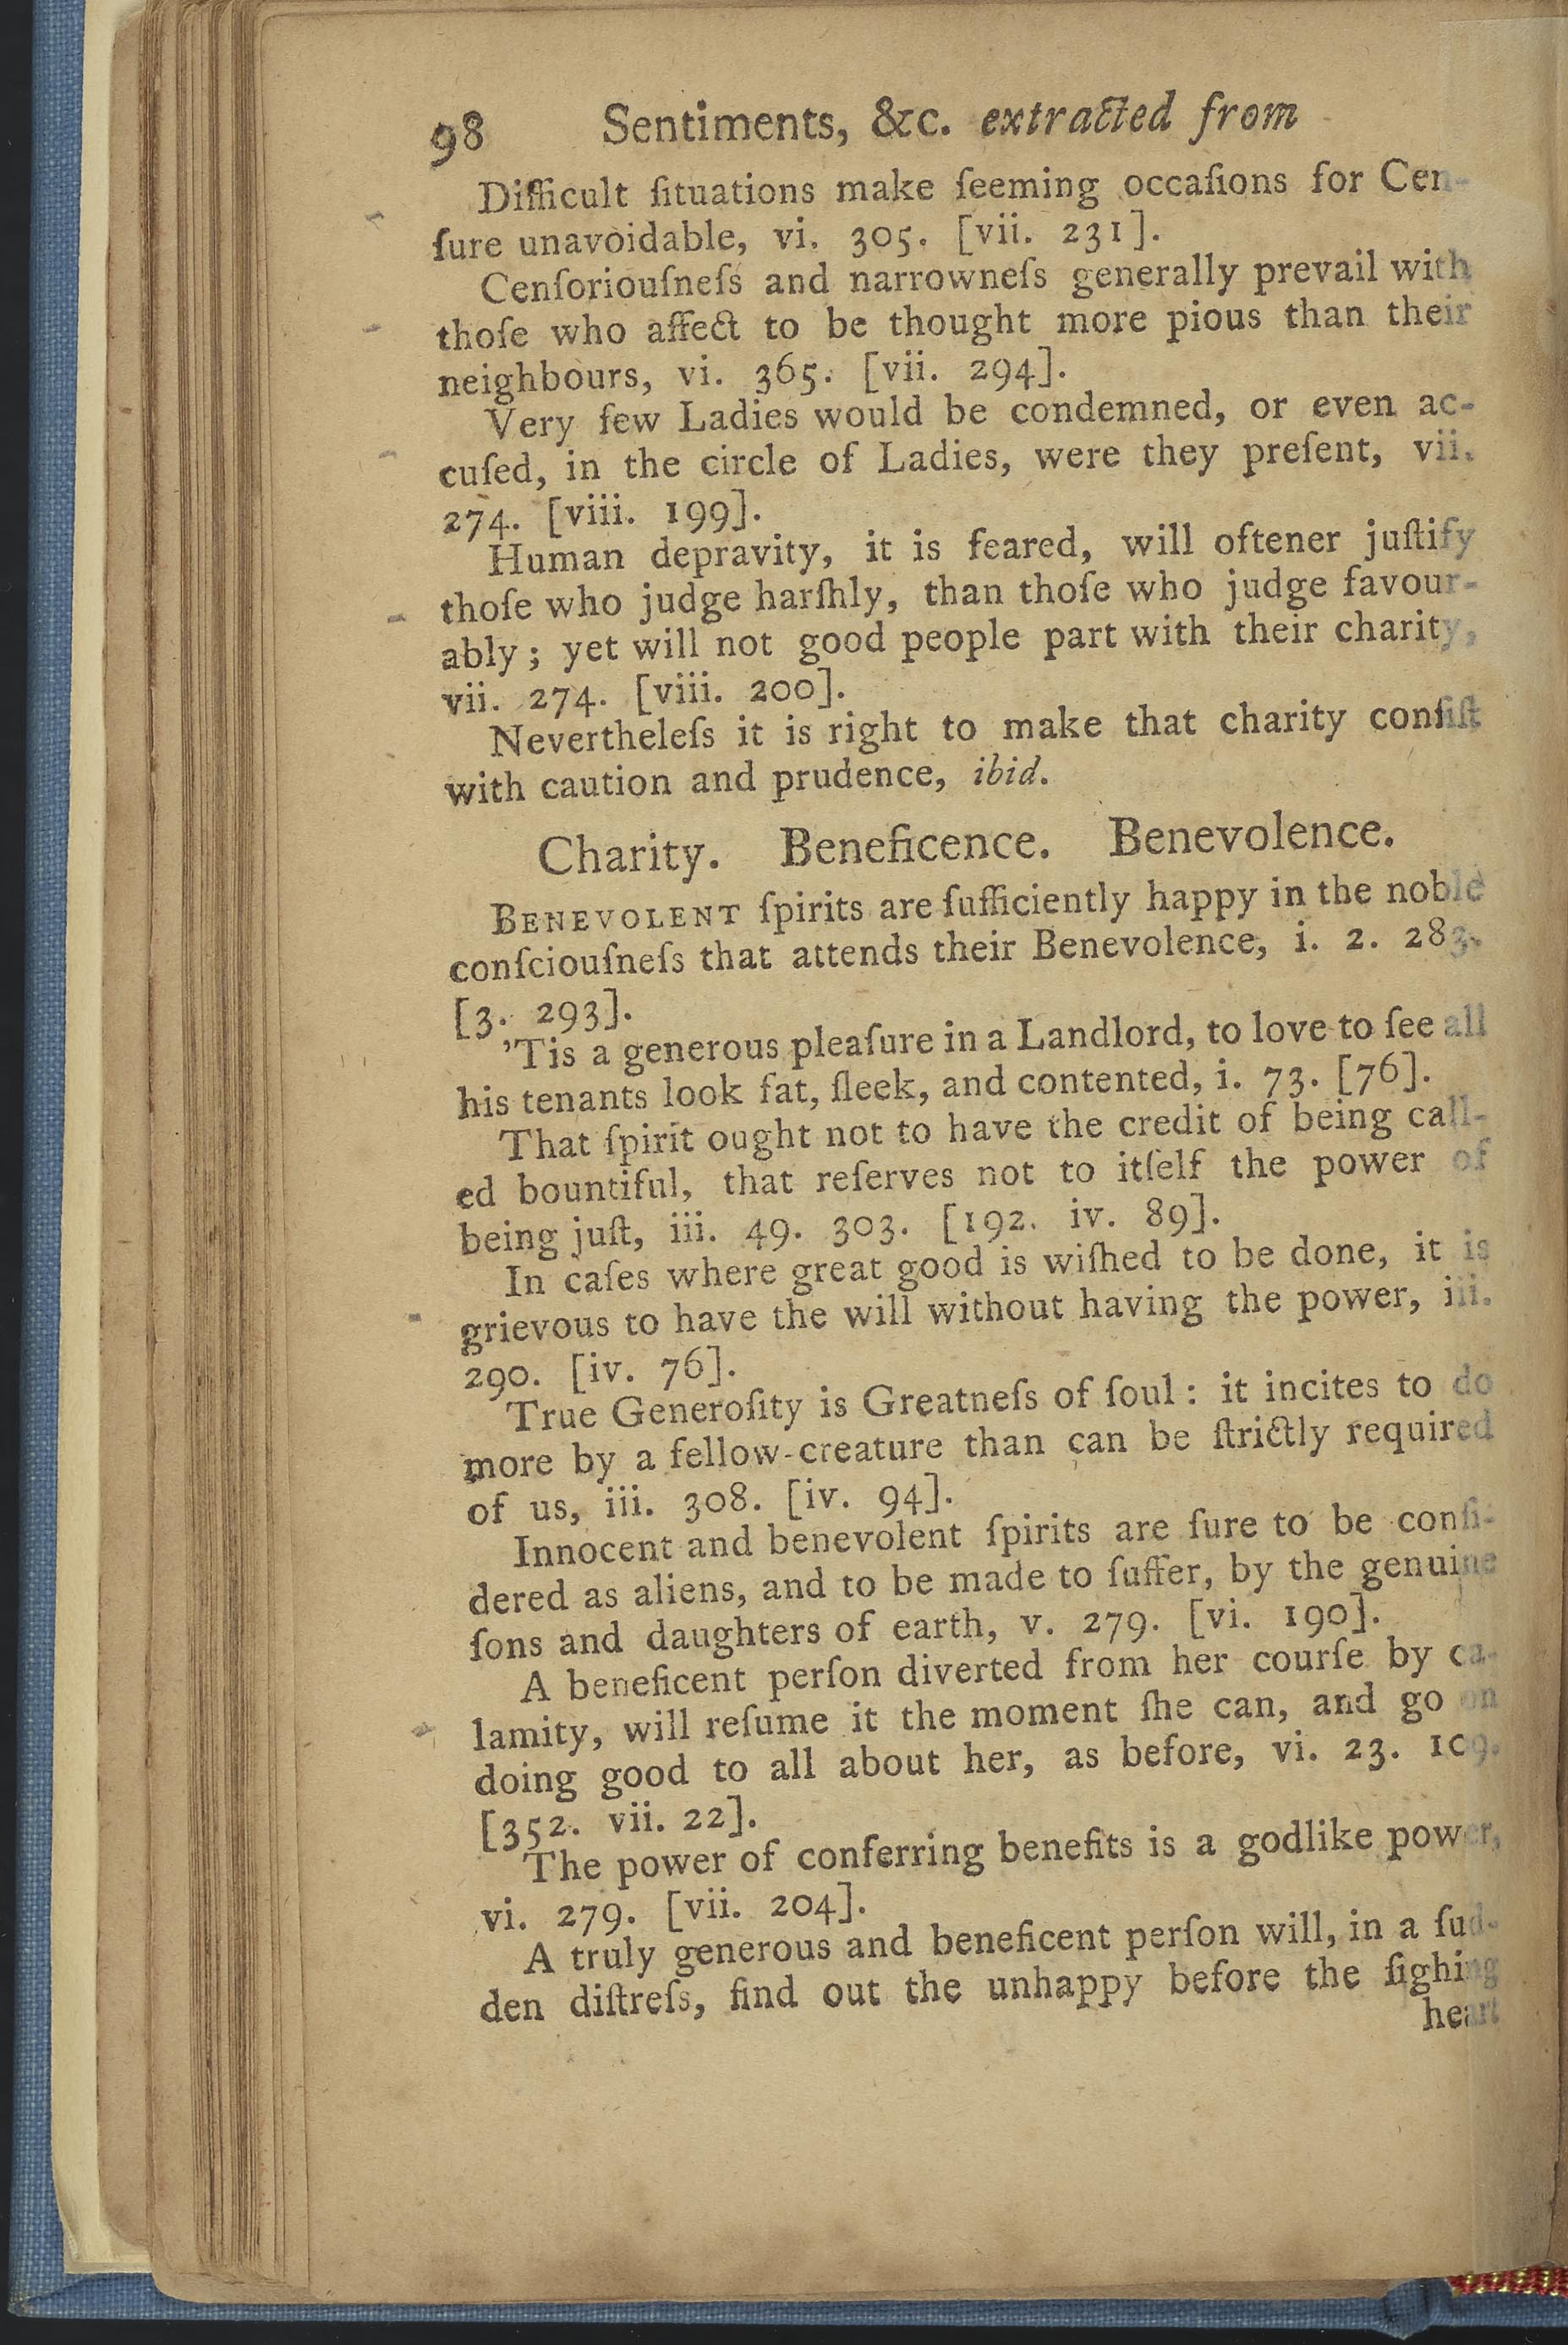 98 Sentiments, &c. extracted from
Difficult ſituations make ſeeming occaſions for Cen-
ſure unavoidable, vi. 305. [vii. 231].
Cenſoriouſneſs and narrowneſs generally prevail with
thoſe who affect to be thought more pious than their
neighbours, vi. 365. [vii. 294].
Very few Ladies would be condemned, or even ac-
cuſed, in the circle of Ladies, were they preſent, vii.
274. [viii. 199].
Human depravity, it is feared, will oftener juſtify
thoſe who judge harſhly, than thoſe who judge favour-
ably; yet will not good people part with their charity,
vii. 274. [viii. 200].
Nevertheleſs it is right to make that charity conſiſt
with caution and prudence, ibid.
Charity. Beneficence. Benevolence.
BENEVOLENT ſpirits are ſufficiently happy in the noble
conſciouſneſs that attends their Benevolence, i. 2. 283.
[3. 293].
'Tis a generous pleaſure in a Landlord, to love to ſee all
his tenants look fat, ſleek, and contented, i. 73. [76].
That ſpirit ought not to have the credit of being call-
ed bountiful, that reſerves not to itſelf the power of
being juſt, iii. 49. 303. [192. iv. 89].
In caſes where great good is wiſhed to be done, it is
grievous to have the will without having the power, iii.
290. [iv. 76].
True Generoſity is Greatneſs of ſoul: it incites to do
more by a fellow-creature than can be ſtrictly required
of us, iii. 308. [iv. 94].
Innocent and benevolent ſpirits are ſure to be conſi-
dered as aliens, and to be made to ſuffer, by the genuine
ſons and daughters of earth, v. 279. [vi. 190].
A beneficent perſon diverted from her courſe by ca-
lamity, will reſume it the moment ſhe can, and go on
doing good to all about her, as before, vi. 23. 109.
[352. vii. 22].
The power of conferring benefits is a godlike power,
vi. 279. [vii. 204].
A truly generous and beneficent perſon will, in a ſud-
den diſtreſs, find out the unhappy before the ſighing
heart